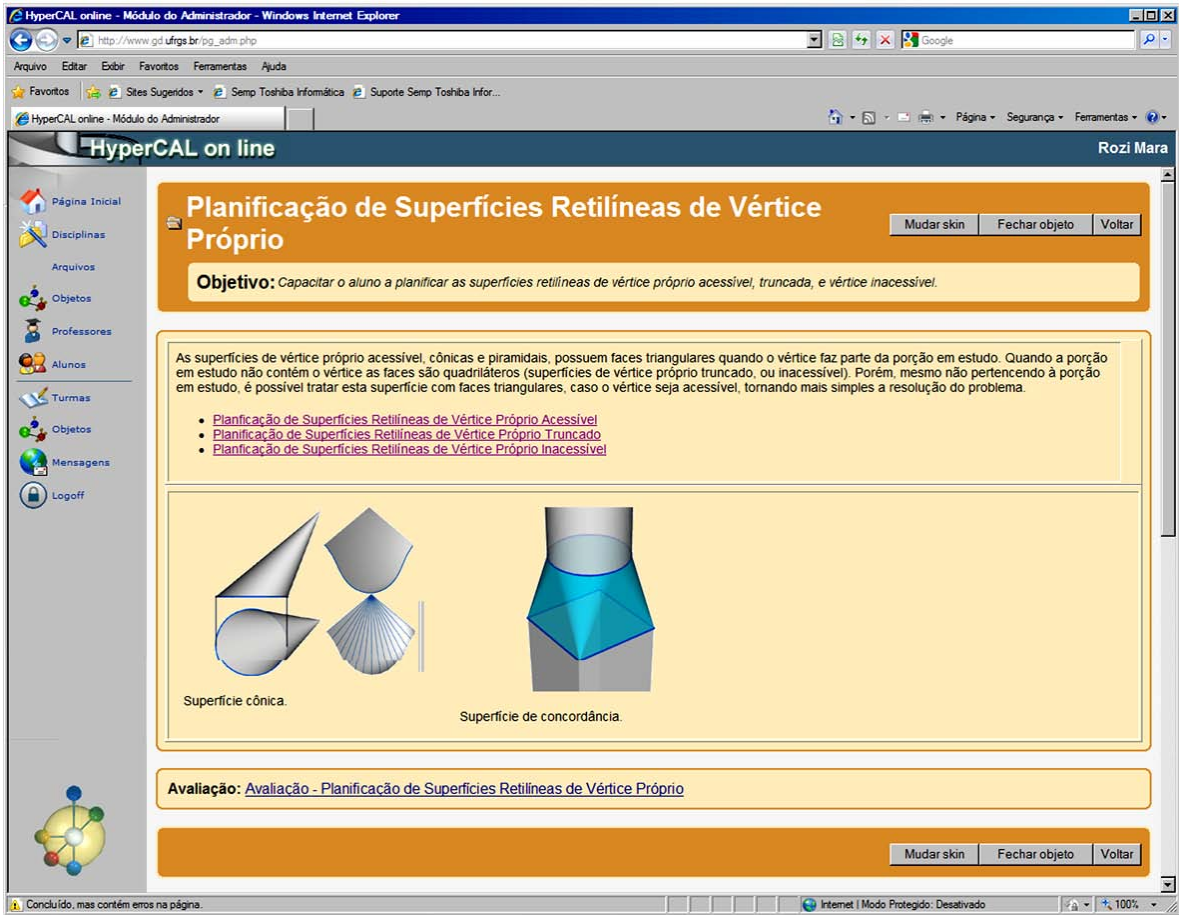 HyperCAL online - Módulo do Administrador - Windows Internet Explorer
http://www.gd.ufrgs.br/pg_adm.php
Google
Arquivo Editar Exibir Favoritos Ferramentas Ajuda
Favoritos Sites Sugeridos Semp Toshiba Informática Suporte Semp Toshiba Infor...
HyperCAL online - Módulo do Administrador
Página Segurança Ferramentas
HyperCAL on line
Rozi Mara
Página Inicial
Disciplinas
Arquivos
Objetos
Professores
Alunos
Turmas
Objetos
Mensagens
Logoff
Planificação de Superfícies Retilíneas de Vértice
Próprio
Mudar skin Fechar objeto Voltar
Objetivo: Capacitar o aluno a planificar as superfícies retilíneas de vértice próprio acessível, truncada, e vértice inacessível.
As superfícies de vértice próprio acessível, cônicas e piramidais, possuem faces triangulares quando o vértice faz parte da porção em estudo. Quando a porção
em estudo não contém o vértice as faces são quadriláteros (superfícies de vértice próprio truncado, ou inacessível). Porém, mesmo não pertencendo à porção
em estudo, é possível tratar esta superfície com faces triangulares, caso o vértice seja acessível, tornando mais simples a resolução do problema.
• Planficação de Superfícies Retilíneas de Vértice Próprio Acessível
• Planificação de Superfícies Retilíneas de Vértice Próprio Truncado
• Planficação de Superfícies Retilíneas de Vértice Próprio Inacessível
Superfície cônica.
Superfície de concordância.
Avaliação: Avaliação - Planificação de Superfícies Retilíneas de Vértice Próprio
Mudar skin Fechar objeto Voltar
Concluído, mas contém erros na página.
Internet | Modo Protegido: Desativado
100%